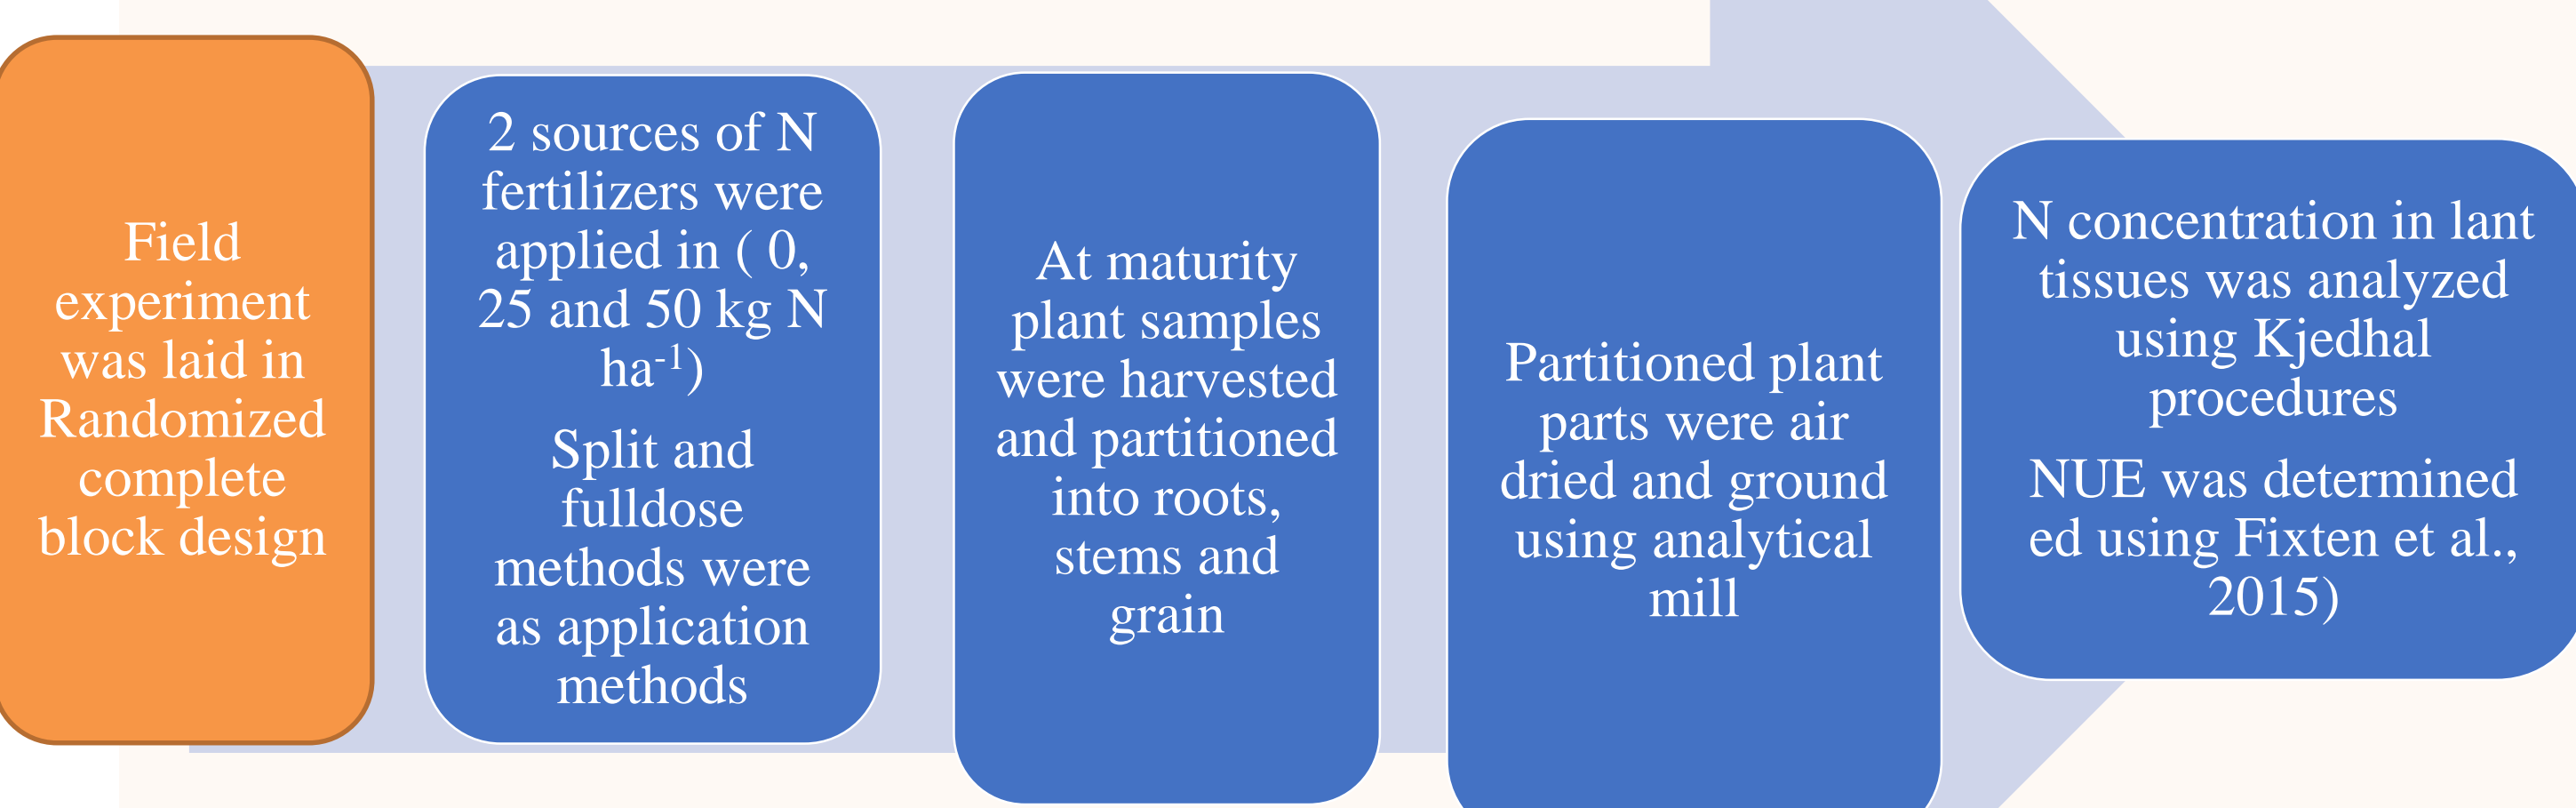 Field
experiment
was laid in
Randomized
complete
block design
2 sources of N
fertilizers were
applied in ( 0,
25 and 50 kg N
ha⁻¹)
Split and
fulldose
methods were
as application
methods
At maturity
plant samples
were harvested
and partitioned
into roots,
stems and
grain
Partitioned plant
parts were air
dried and ground
using analytical
mill
N concentration in lant
tissues was analyzed
using Kjedhal
procedures
NUE was determined
ed using Fixten et al.,
2015)